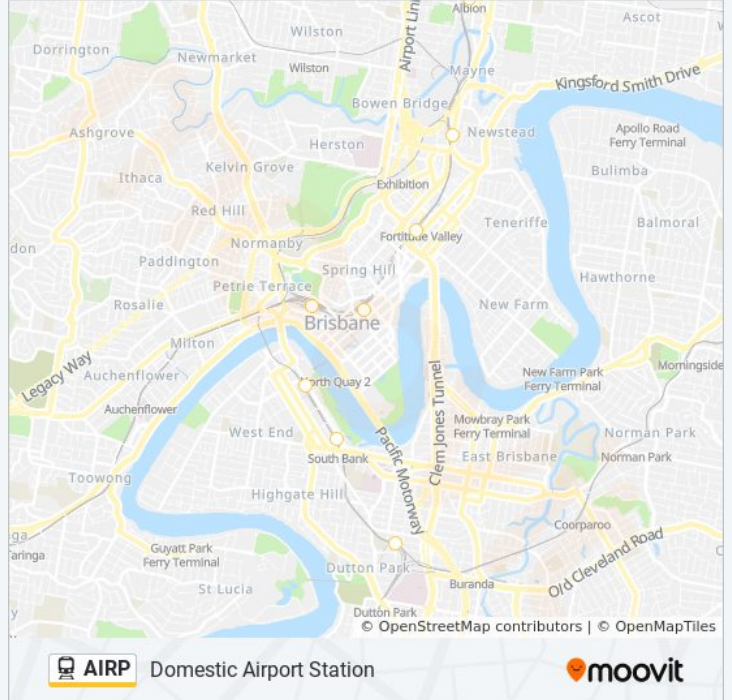 Albion
Ascot
Wilston
Dorrington
Airport Lin
Newmarket
Wilston
Mayne
Kingsford Smith Drive
Bowen Bridge
Ashgrove
Newstead
Apollo Road
Ferry Terminal
Herston
Kelvin Grove
Ithaca
Exhibition
Bulimba
Red Hill
Teneriffe
Balmoral
Normanby
Fortitude Valley
don
Paddington
Spring Hill
Hawthorne
Petrie Terrace
Rosalie
New Farm
Brisbane
Milton
Legacy Way
Auchenflower
North Quay 2
New Farm Park
Ferry Terminal
Morningside
Auchenflower
Clem Jones Tunnel
Mowbray Park
Ferry Terminal
West End
Pacific Motorway
Norman Park
South Bank
East Brisbane
Norman Park
Toowong
Highgate Hill
Coorparoo
ga
Taringa
Guyatt Park
Ferry Terminal
Old Cleveland Road
C
Dutton Park
St Lucia
Buranda
y
Dutton Park
© OpenStreetMap contributors | © OpenMapTiles
AIRP Domestic Airport Station
moovit